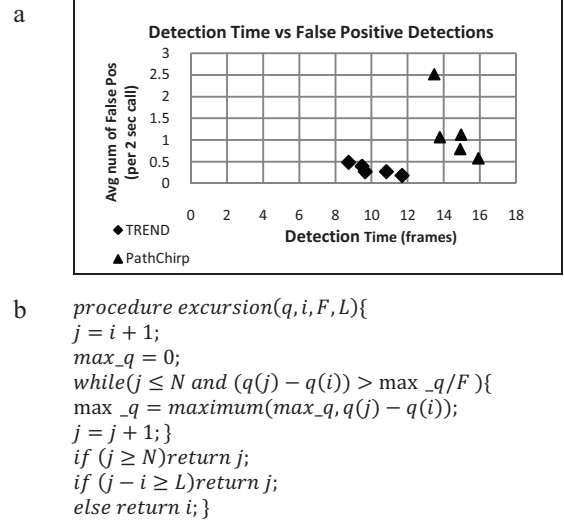 a
Detection Time vs False Positive Detections
Avg num of False Pos
(per 2 sec call)
3
2.5
2
1.5
1
0.5
0
0 2 4 6 8 10 12 14 16 18
Detection Time (frames)
TREND
PathChirp
b
procedure excursion(q, i, F, L){
j = i + 1;
max_q = 0;
while(j ≤ N and (q(j) − q(i)) > max _q/F ){
max _q = maximum(max_q, q(j) − q(i));
j = j + 1; }
if (j ≥ N)return j;
if (j − i ≥ L)return j;
else return i; }